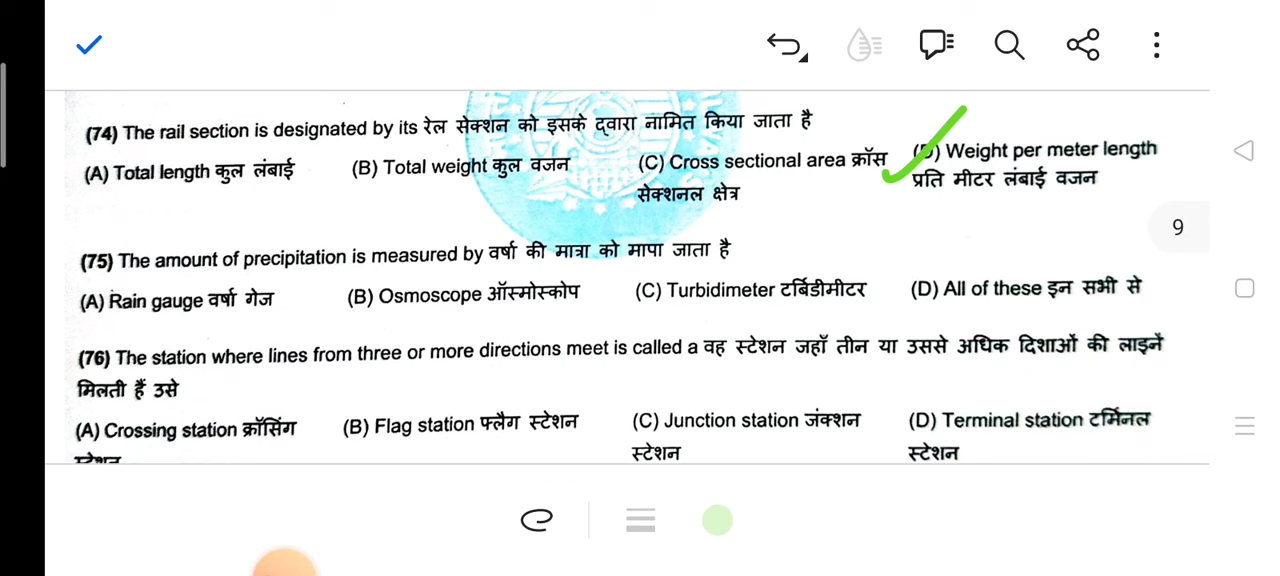 (74) The rail section is designated by its रेल सेक्शन को इसके द्वारा नामित किया जाता है
(A) Total length कुल लंबाई (B) Total weight कुल वजन (C) Cross sectional area क्रॉस (D) Weight per meter length
सेक्शनल क्षेत्र प्रति मीटर लंबाई वजन
9
(75) The amount of precipitation is measured by वर्षा की मात्रा को मापा जाता है
(A) Rain gauge वर्षा गेज (B) Osmoscope ऑस्मोस्कोप (C) Turbidimeter टर्बिडीमीटर (D) All of these इन सभी से
(76) The station where lines from three or more directions meet is called a वह स्टेशन जहाँ तीन या उससे अधिक दिशाओं की लाइनें
मिलती हैं उसे
(A) Crossing station क्रॉसिंग (B) Flag station फ्लैग स्टेशन (C) Junction station जंक्शन (D) Terminal station टर्मिनल
स्टेशन स्टेशन स्टेशन